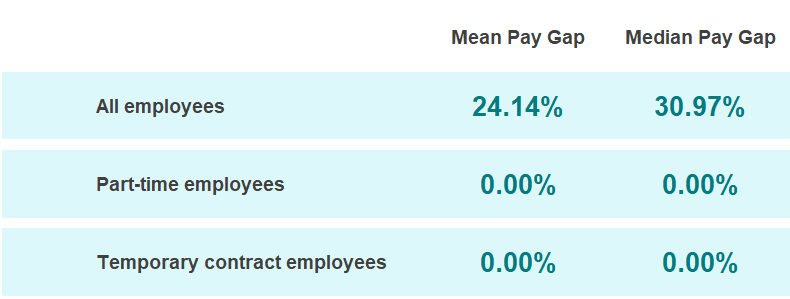 Mean Pay Gap Median Pay Gap
All employees 24.14% 30.97%
Part-time employees 0.00% 0.00%
Temporary contract employees 0.00% 0.00%